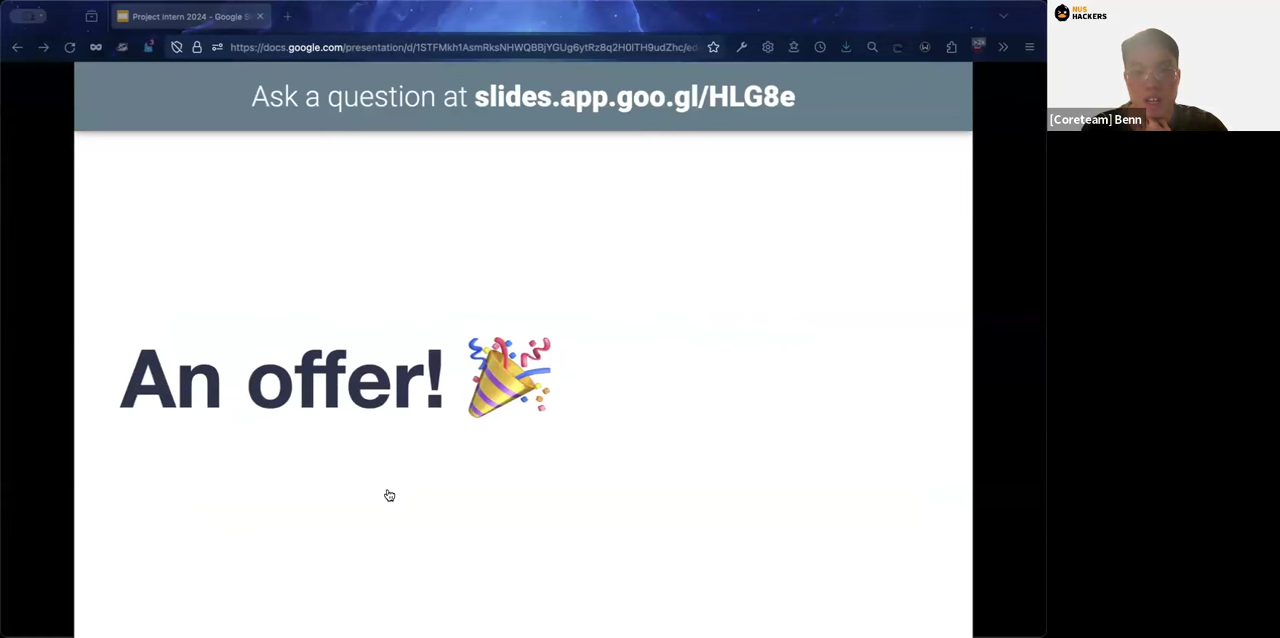 Project Intern 2024 - Google S
https://docs.google.com/presentation/d/1STFMkh1AsmRksNHWQBBjYGUg6ytRz8q2H0lTH9udZhc/ed
NUS
HACKERS
Ask a question at slides.app.goo.gl/HLG8e
[Coreteam] Benn
An offer!